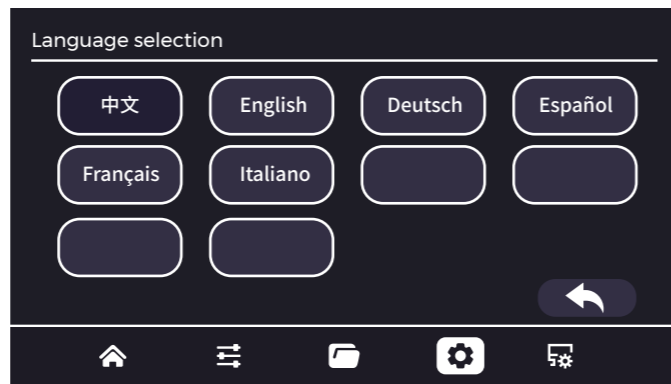 Language selection
中文 English Deutsch Español
Français Italiano